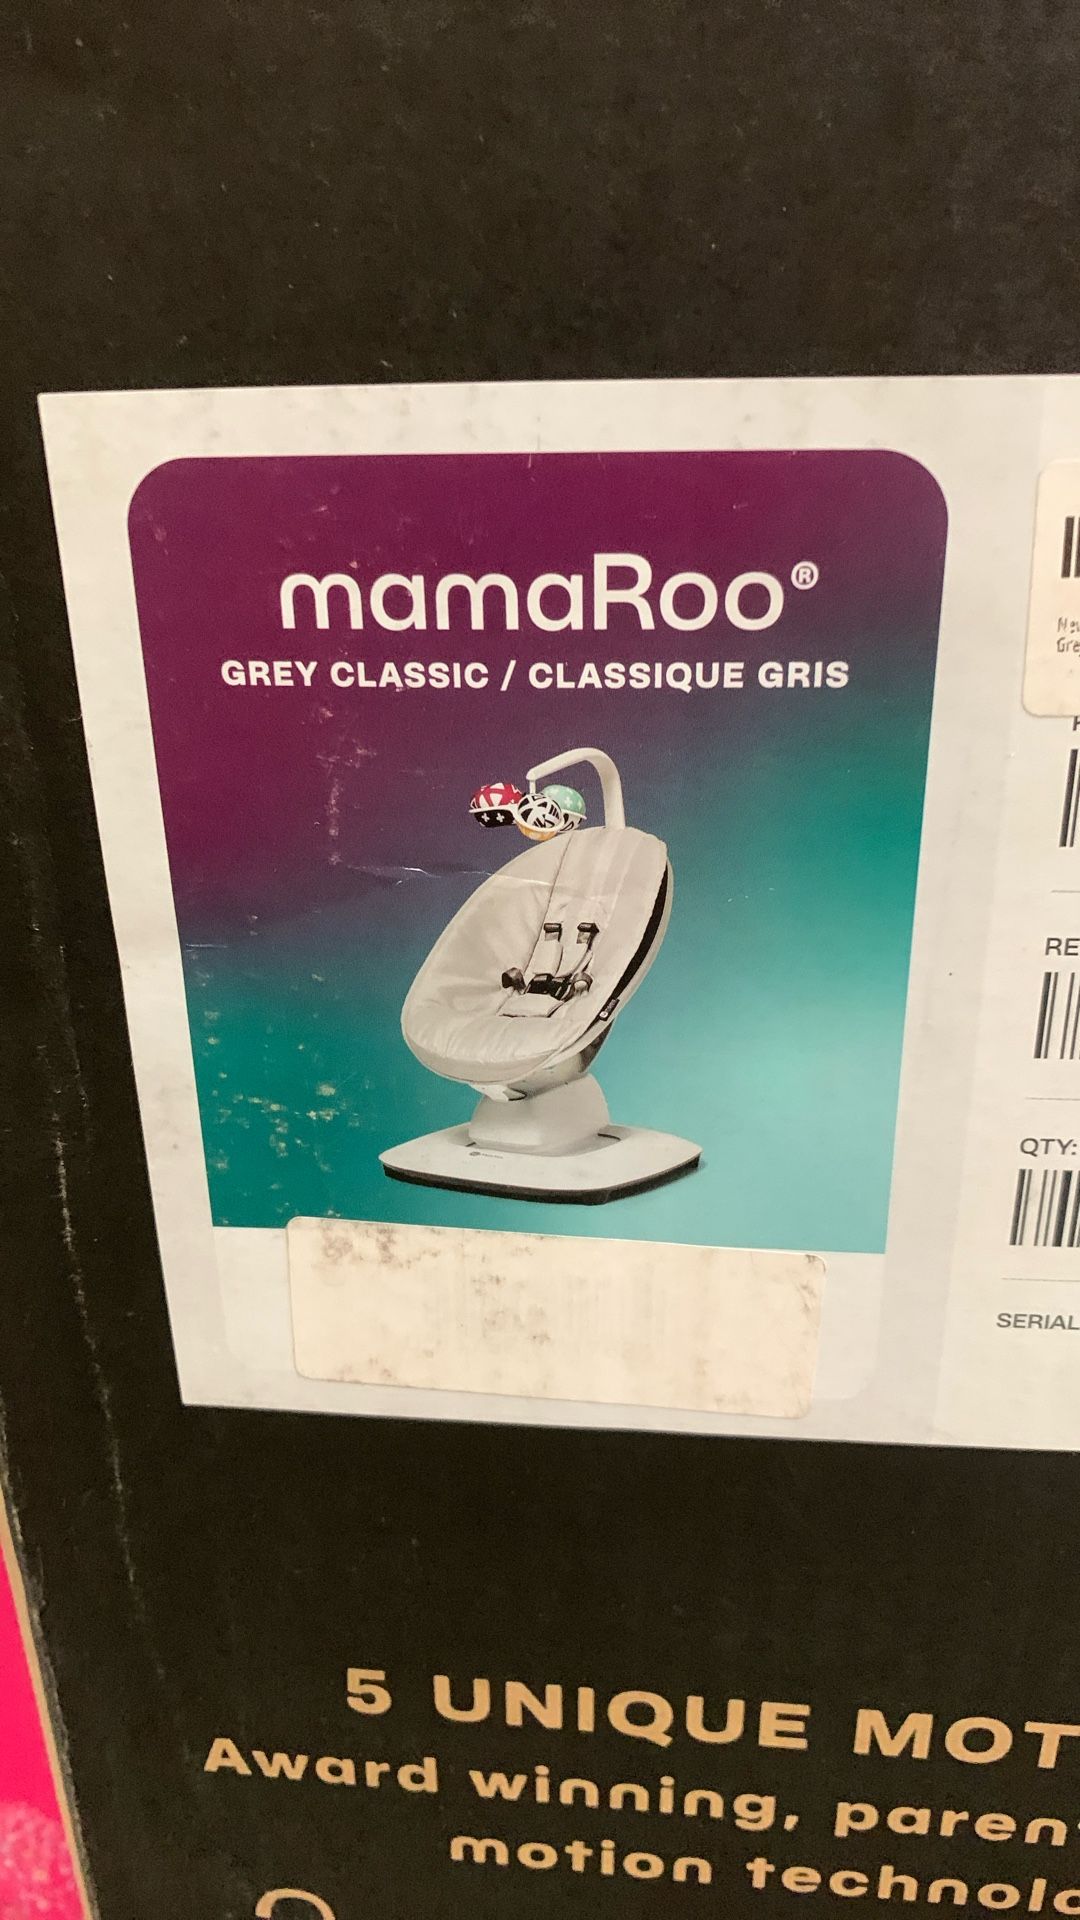 mamaRoo®
GREY CLASSIC / CLASSIQUE GRIS
RE
QTY:
SERIAL
5 UNIQUE MOT
Award winning, paren
motion technolo